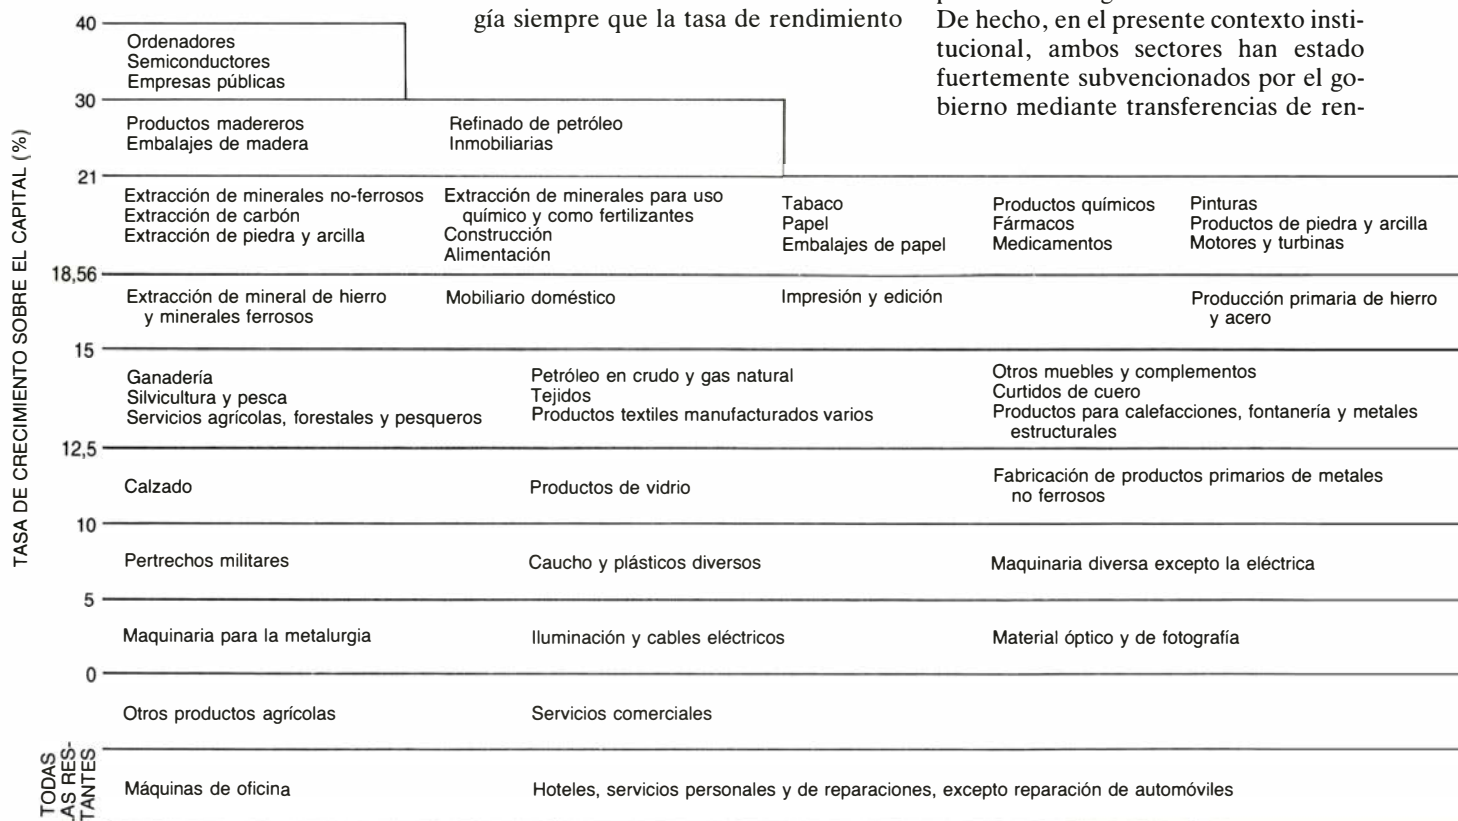 gía siempre que la tasa de rendimiento
De hecho, en el presente contexto insti-
tucional, ambos sectores han estado
fuertemente subvencionados por el go-
bierno mediante transferencias de ren-
TASA DE CRECIMIENTO SOBRE EL CAPITAL (%)
40
Ordenadores
Semiconductores
Empresas públicas
30
Productos madereros
Embalajes de madera
Refinado de petróleo
Inmobiliarias
21
Extracción de minerales no-ferrosos
Extracción de carbón
Extracción de piedra y arcilla
Extracción de minerales para uso
químico y como fertilizantes
Construcción
Alimentación
Tabaco
Papel
Embalajes de papel
Productos químicos
Fármacos
Medicamentos
Pinturas
Productos de piedra y arcilla
Motores y turbinas
18,56
Extracción de mineral de hierro
y minerales ferrosos
Mobiliario doméstico
Impresión y edición
Producción primaria de hierro
y acero
15
Ganadería
Silvicultura y pesca
Servicios agrícolas, forestales y pesqueros
Petróleo en crudo y gas natural
Tejidos
Productos textiles manufacturados varios
Otros muebles y complementos
Curtidos de cuero
Productos para calefacciones, fontanería y metales
estructurales
12,5
Calzado
Productos de vidrio
Fabricación de productos primarios de metales
no ferrosos
10
Pertrechos militares
Caucho y plásticos diversos
Maquinaria diversa excepto la eléctrica
5
Maquinaria para la metalurgia
Iluminación y cables eléctricos
Material óptico y de fotografía
0
Otros productos agrícolas
Servicios comerciales
TODAS
LAS RES-
TANTES
Máquinas de oficina
Hoteles, servicios personales y de reparaciones, excepto reparación de automóviles